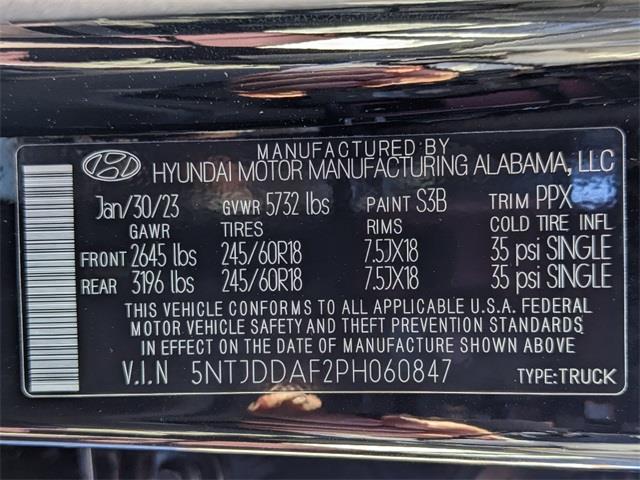 MANUFACTURED BY
HYUNDAI MOTOR MANUFACTURING ALABAMA, LLC
Jan/30/23 GVWR 5732 lbs PAINT S3B TRIM PPX
GAWR TIRES RIMS COLD TIRE INFL
FRONT 2645 lbs 245/60R18 7.5JX18 35 psi SINGLE
REAR 3196 lbs 245/60R18 7.5JX18 35 psi SINGLE
THIS VEHICLE CONFORMS TO ALL APPLICABLE U.S.A. FEDERAL
MOTOR VEHICLE SAFETY AND THEFT PREVENTION STANDARDS
IN EFFECT ON THE DATE OF MANUFACTURE SHOWN ABOVE
V.I.N 5NTJDDAF2PH060847 TYPE:TRUCK